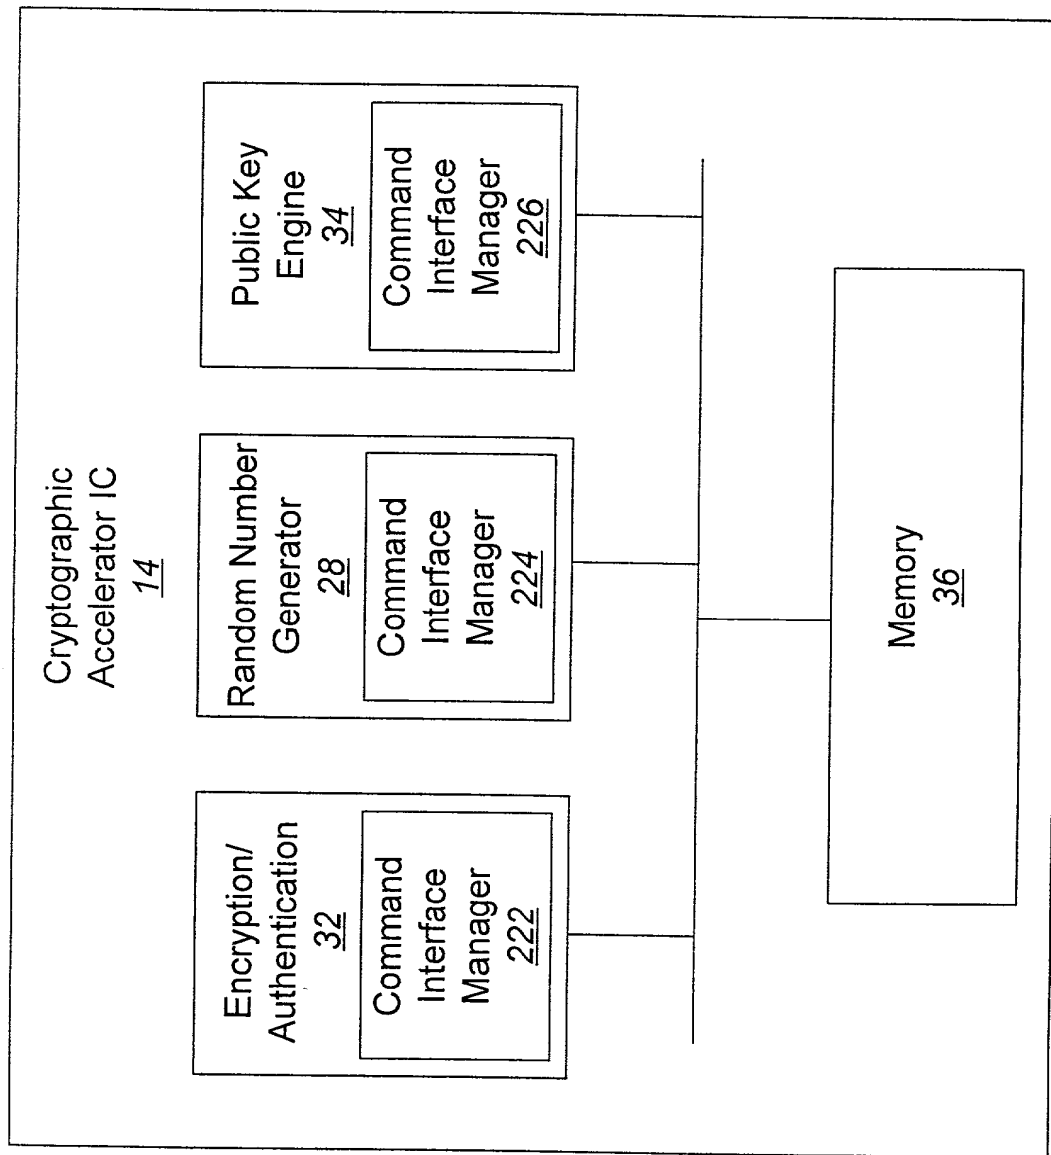 Cryptographic
Accelerator IC
14
Encryption/
Authentication
32
Command
Interface
Manager
222
Random Number
Generator
28
Command
Interface
Manager
224
Public Key
Engine
34
Command
Interface
Manager
226
Memory
36